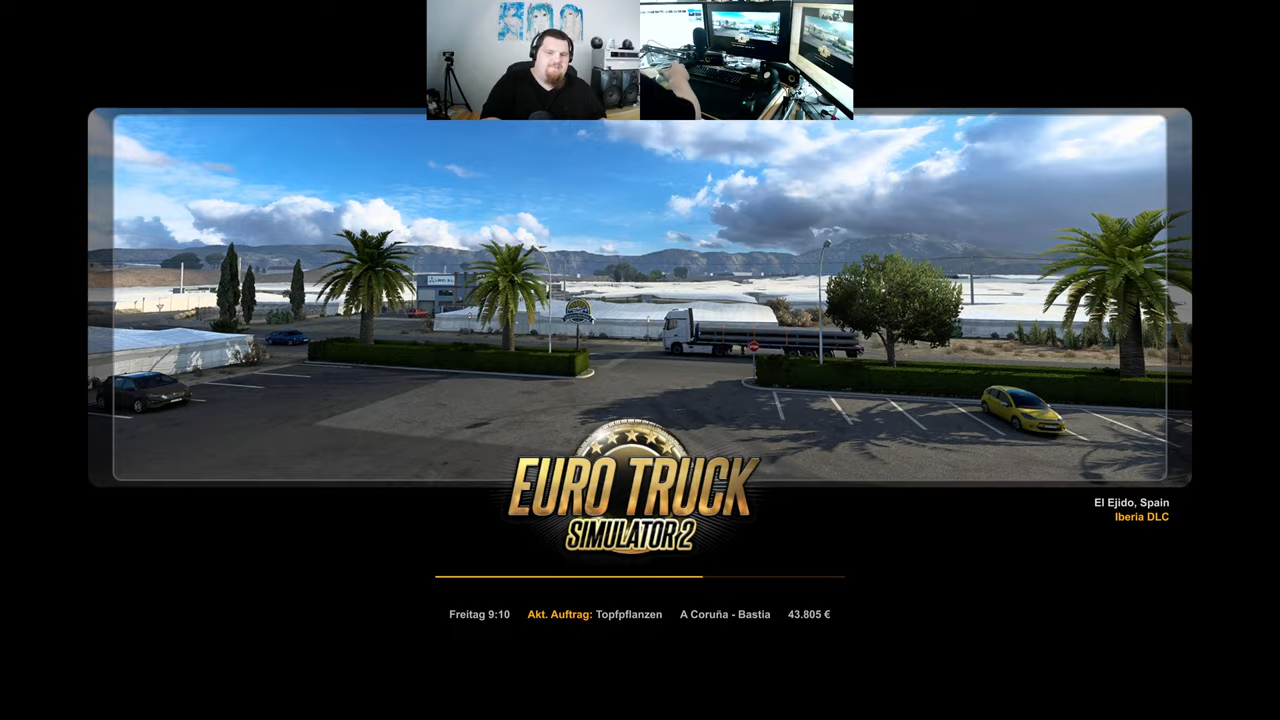 EURO TRUCK
SIMULATOR 2
El Ejido, Spain
Iberia DLC
Freitag 9:10 Akt. Auftrag: Topfpflanzen A Coruña - Bastia 43.805 €